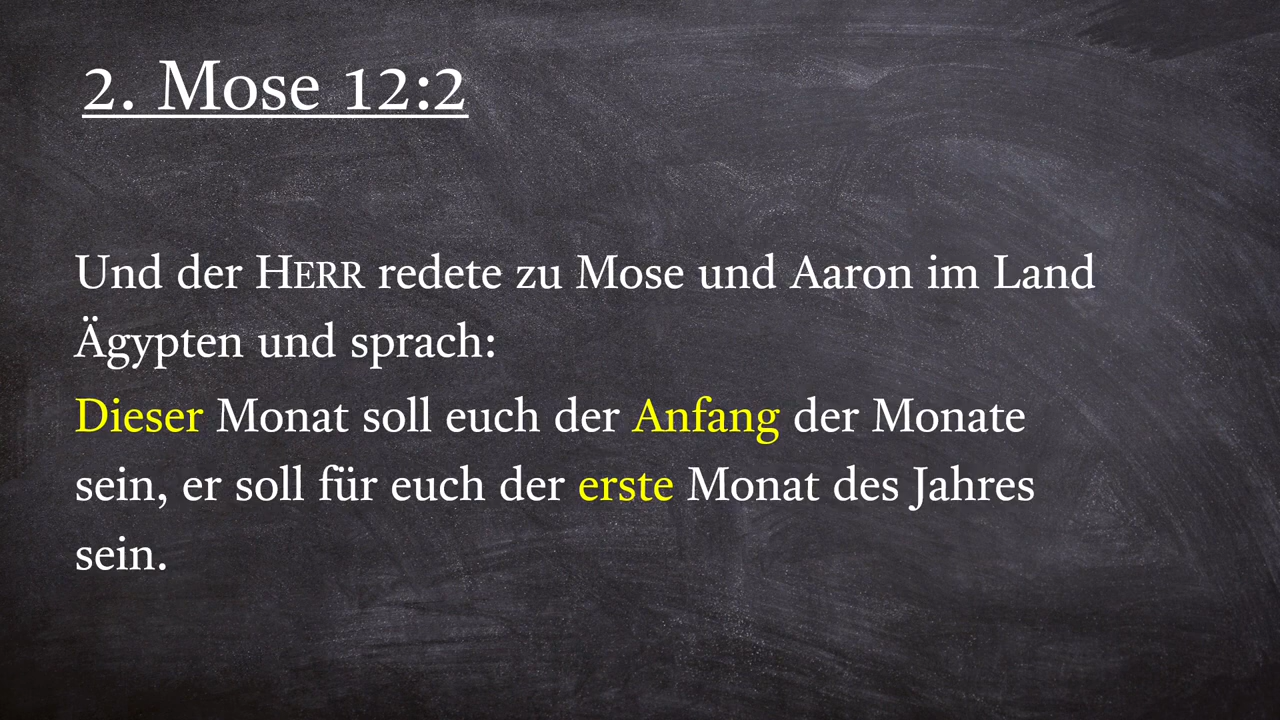 2. Mose 12:2
Und der HERR redete zu Mose und Aaron im Land
Ägypten und sprach:
Dieser Monat soll euch der Anfang der Monate
sein, er soll für euch der erste Monat des Jahres
sein.